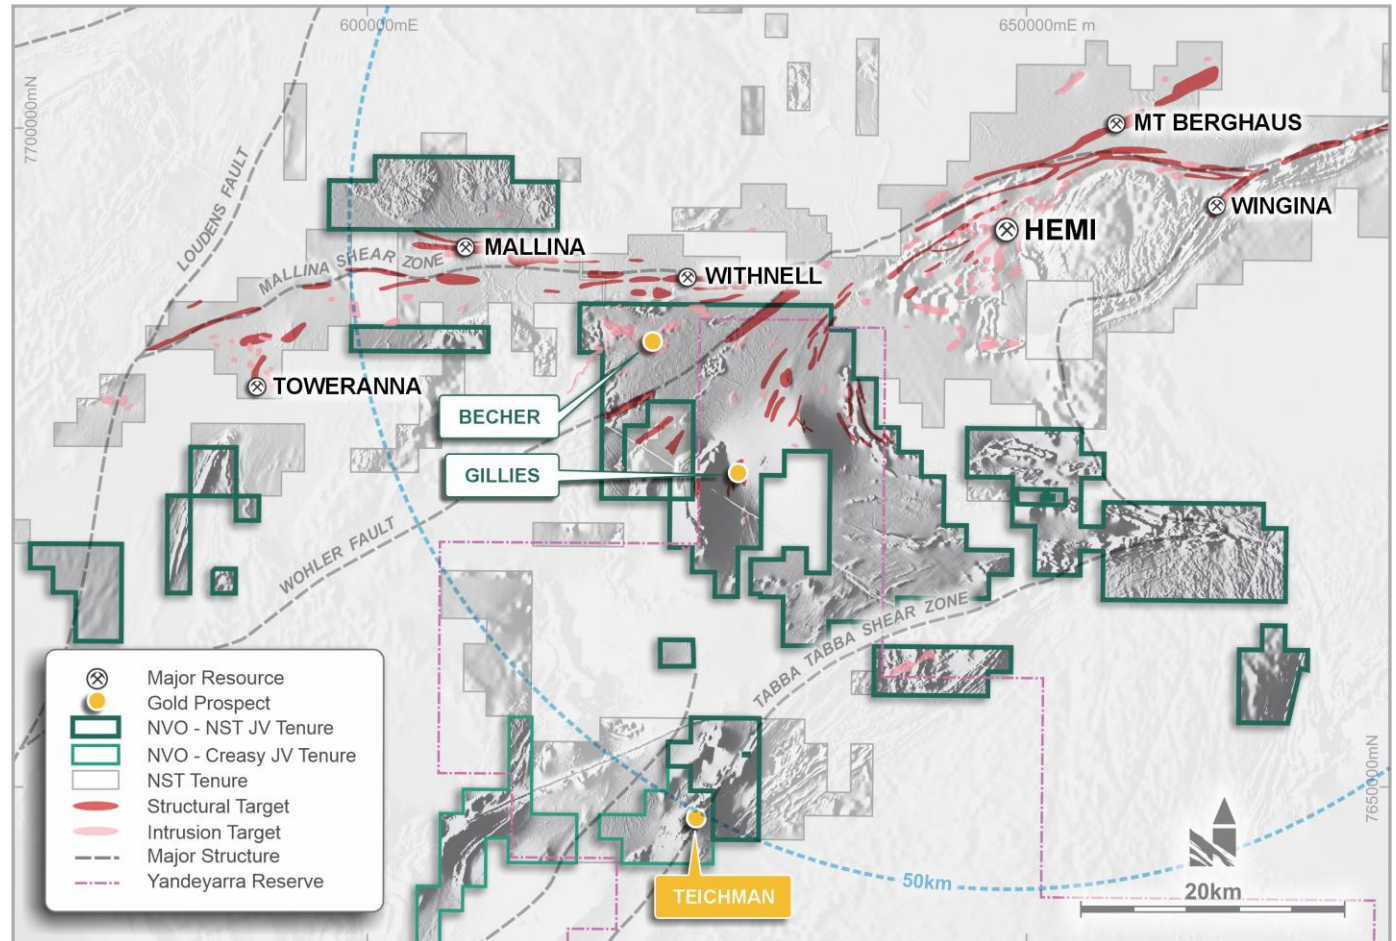 600000mE
650000mE m
7700000mN
MT BERGHAUS
LOUDENS FAULT
WINGINA
HEMI
MALLINA
MALLINA SHEAR ZONE
WITHNELL
TOWERANNA
BECHER
GILLIES
WOHLER FAULT
TABBA TABBA SHEAR ZONE
Major Resource
Gold Prospect
NVO - NST JV Tenure
NVO - Creasy JV Tenure
NST Tenure
Structural Target
Intrusion Target
Major Structure
Yandeyarra Reserve
7650000mN
50km
20km
TEICHMAN